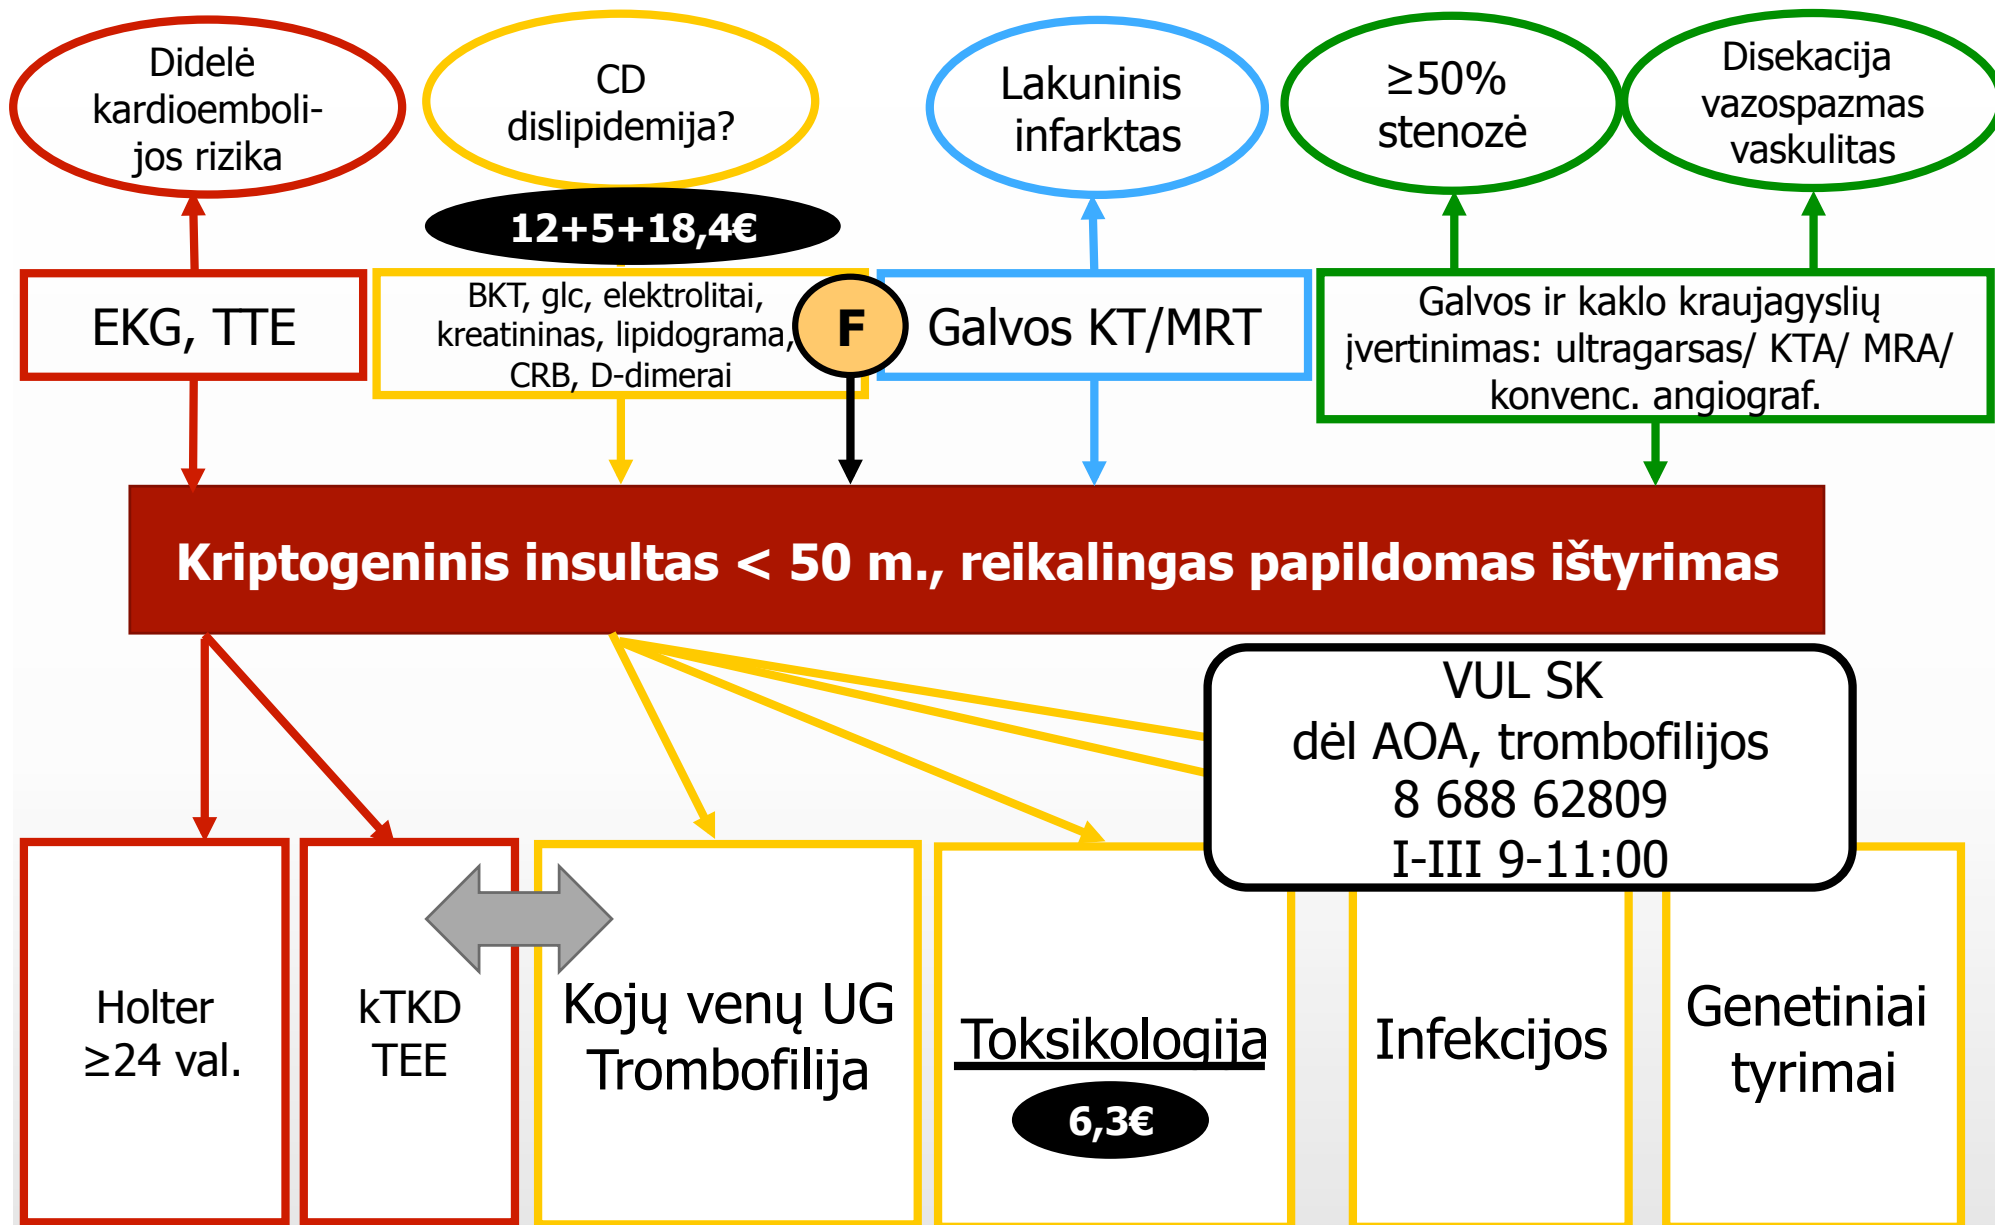 Didelė
kardioemboli-
jos rizika
CD
dislipidemija?
Lakuninis
infarktas
≥50%
stenozė
Disekacija
vazospazmas
vaskulitas
12+5+18,4€
EKG, TTE
BKT, glc, elektrolitai,
kreatininas, lipidograma,
CRB, D-dimerai
F
Galvos KT/MRT
Galvos ir kaklo kraujagyslių
įvertinimas: ultragarsas/ KTA/ MRA/
konvenc. angiograf.
Kriptogeninis insultas < 50 m., reikalingas papildomas ištyrimas
VUL SK
dėl AOA, trombofilijos
8 688 62809
I-III 9-11:00
Holter
≥24 val.
kTKD
TEE
Kojų venų UG
Trombofilija
Toksikologija
6,3€
Infekcijos
Genetiniai
tyrimai